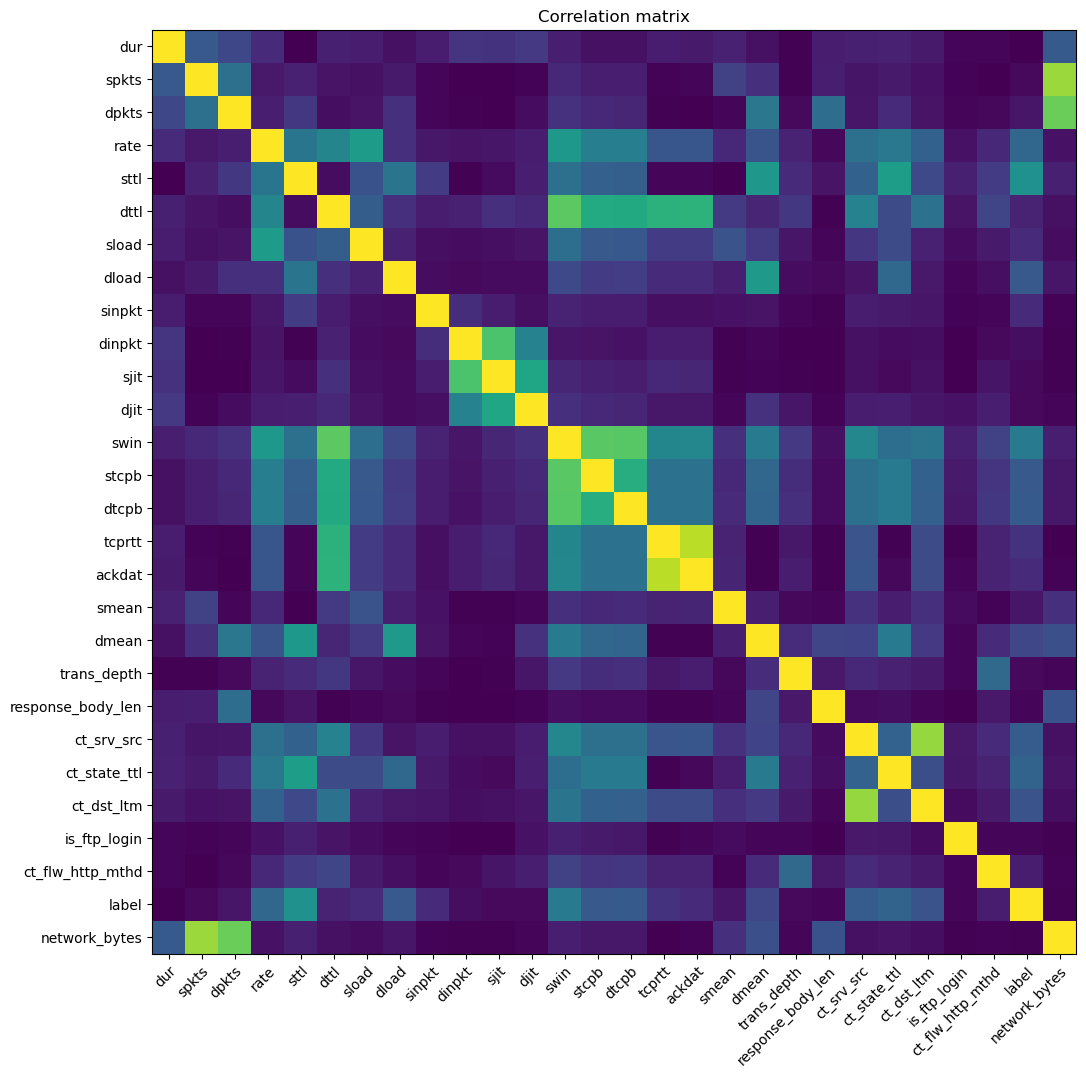 Correlation matrix
dur
spkts
dpkts
rate
sttl
dttl
sload
dload
sinpkt
dinpkt
sjit
djit
swin
stcpb
dtcpb
tcprtt
ackdat
smean
dmean
trans_depth
response_body_len
ct_srv_src
ct_state_ttl
ct_dst_ltm
is_ftp_login
ct_flw_http_mthd
label
network_bytes
dur
spkts
dpkts
rate
sttl
dttl
sload
dload
sinpkt
dinpkt
sjit
djit
swin
stcpb
dtcpb
tcprtt
ackdat
smean
dmean
trans_depth
response_body_len
ct_srv_src
ct_state_ttl
ct_dst_ltm
is_ftp_login
ct_flw_http_mthd
label
network_bytes